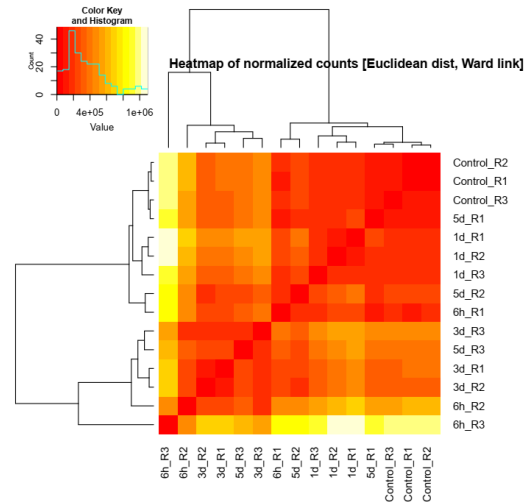 Color Key
and Histogram
Count
0 20 40
0 4e+05 1e+06
Value
Heatmap of normalized counts [Euclidean dist, Ward link]
Control_R2
Control_R1
Control_R3
5d_R1
1d_R1
1d_R2
1d_R3
5d_R2
6h_R1
3d_R3
5d_R3
3d_R1
3d_R2
6h_R2
6h_R3
6h_R3
6h_R2
3d_R2
3d_R1
5d_R3
3d_R3
6h_R1
5d_R2
1d_R3
1d_R2
1d_R1
5d_R1
Control_R3
Control_R1
Control_R2